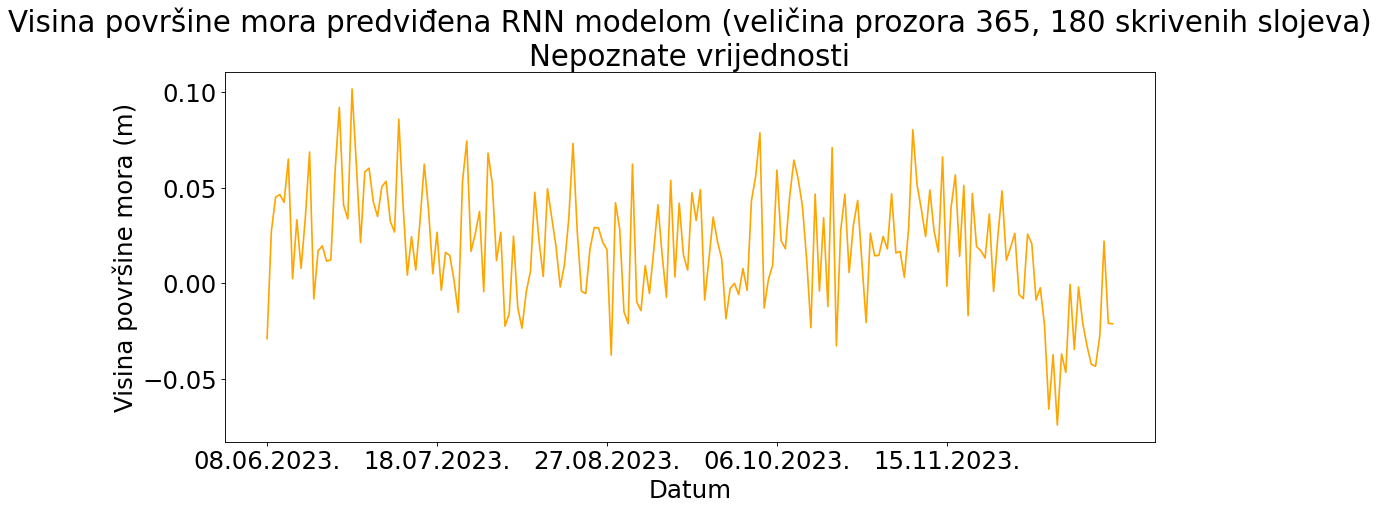 Visina površine mora predviđena RNN modelom (veličina prozora 365, 180 skrivenih slojeva)
Nepoznate vrijednosti
Visina površine mora (m)
0.10
0.05
0.00
−0.05
08.06.2023. 18.07.2023. 27.08.2023. 06.10.2023. 15.11.2023.
Datum